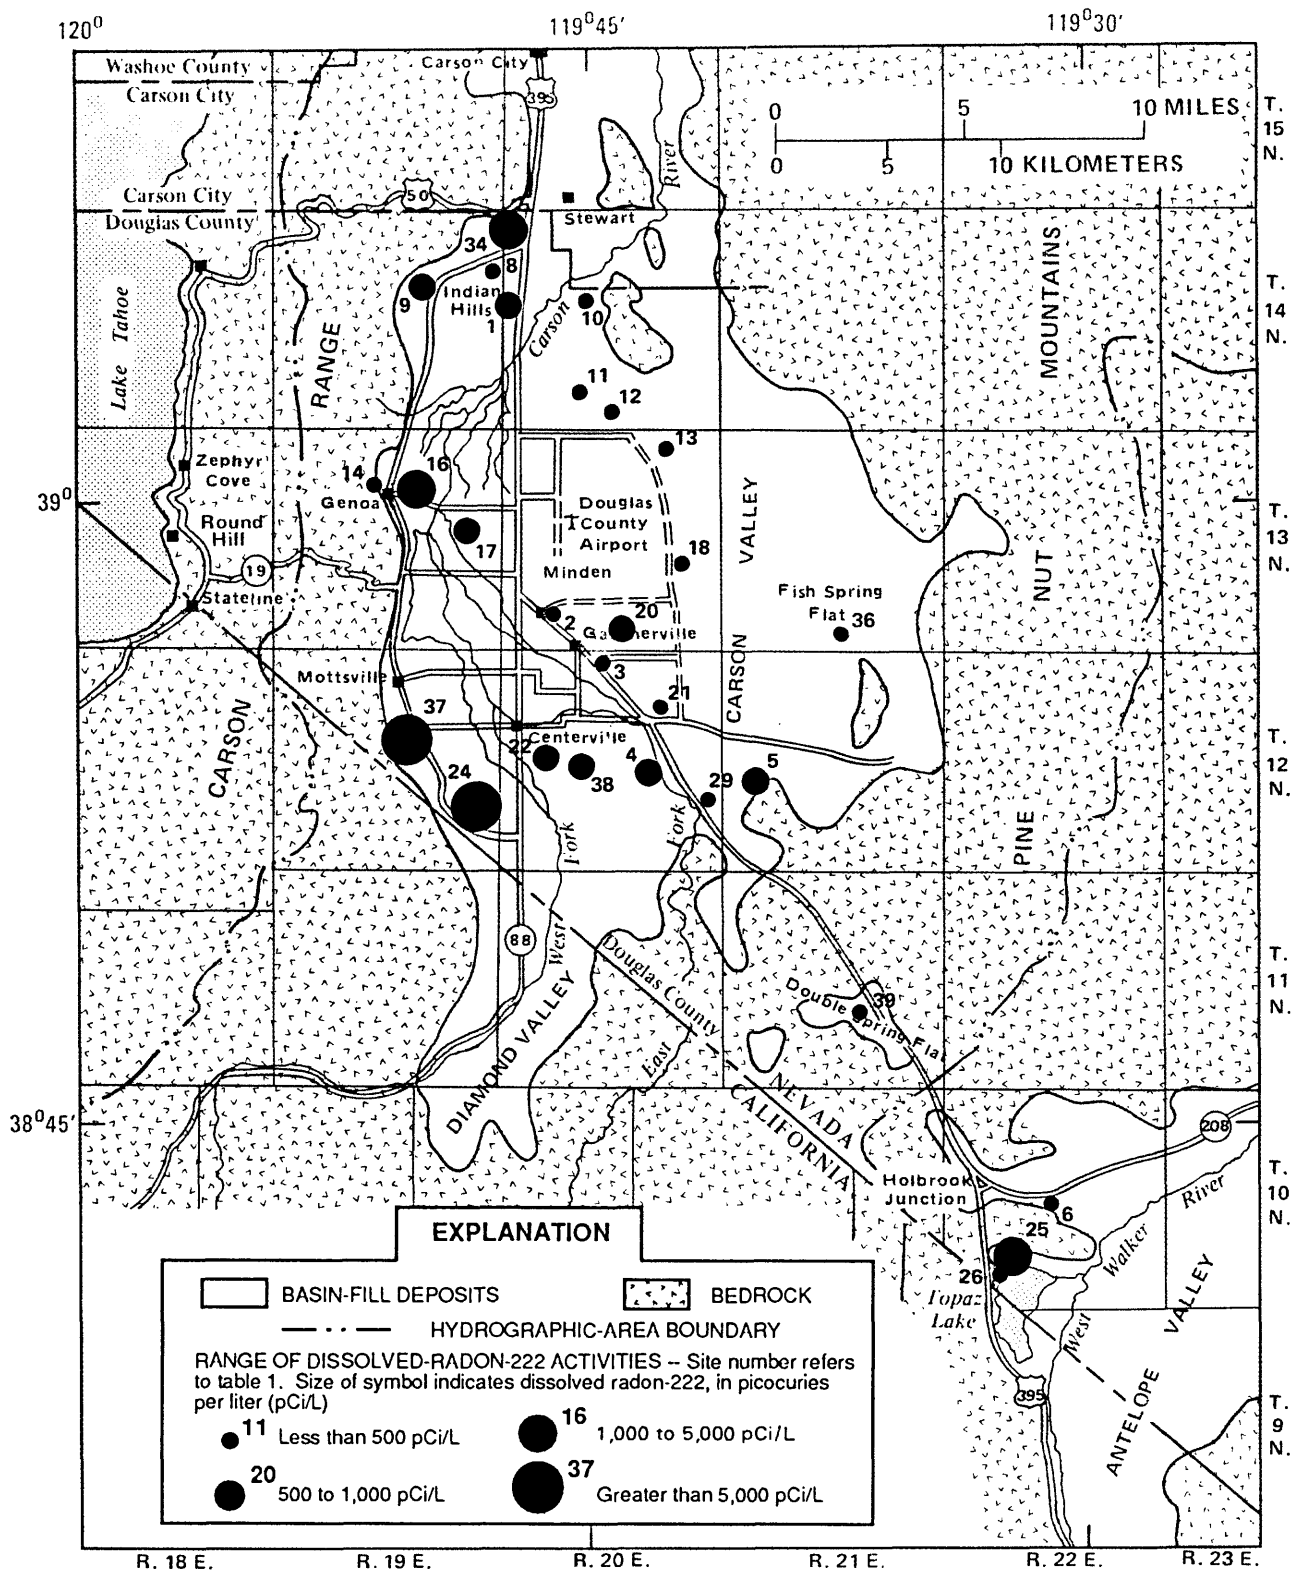 120⁰
119⁰45′
119⁰30′
Washoe County
Carson City
Carson City
395
0 5 10 MILES
0 5 10 KILOMETERS
T.
15
N.
River
Carson City
Douglas County
50
Stewart
34
8
9
Indian
Hills
1
10
Carson
T.
14
N.
Lake Tahoe
RANGE
MOUNTAINS
11
12
13
14
16
Genoa
Zephyr
Cove
39⁰
Round
Hill
17
Douglas
County
Airport
VALLEY
18
T.
13
N.
19
Minden
Stateline
2
20
Gardnerville
Fish Spring
Flat
36
NUT
3
Mottsville
21
CARSON
37
CARSON
22
Centerville
24
38
4
29
5
T.
12
N.
PINE
Fork
Fork
88
West
Douglas County
DIAMOND VALLEY
East
Double Spring Flat
39
T.
11
N.
NEVADA
CALIFORNIA
38⁰45′
208
Holbrook
Junction
6
River
T.
10
N.
25
26
Walker
Topaz
Lake
West
VALLEY
395
ANTELOPE
T.
9
N.
EXPLANATION
BASIN-FILL DEPOSITS
BEDROCK
HYDROGRAPHIC-AREA BOUNDARY
RANGE OF DISSOLVED-RADON-222 ACTIVITIES -- Site number refers
to table 1. Size of symbol indicates dissolved radon-222, in picocuries
per liter (pCi/L)
11 Less than 500 pCi/L
16 1,000 to 5,000 pCi/L
20 500 to 1,000 pCi/L
37 Greater than 5,000 pCi/L
R. 18 E.
R. 19 E.
R. 20 E.
R. 21 E.
R. 22 E.
R. 23 E.